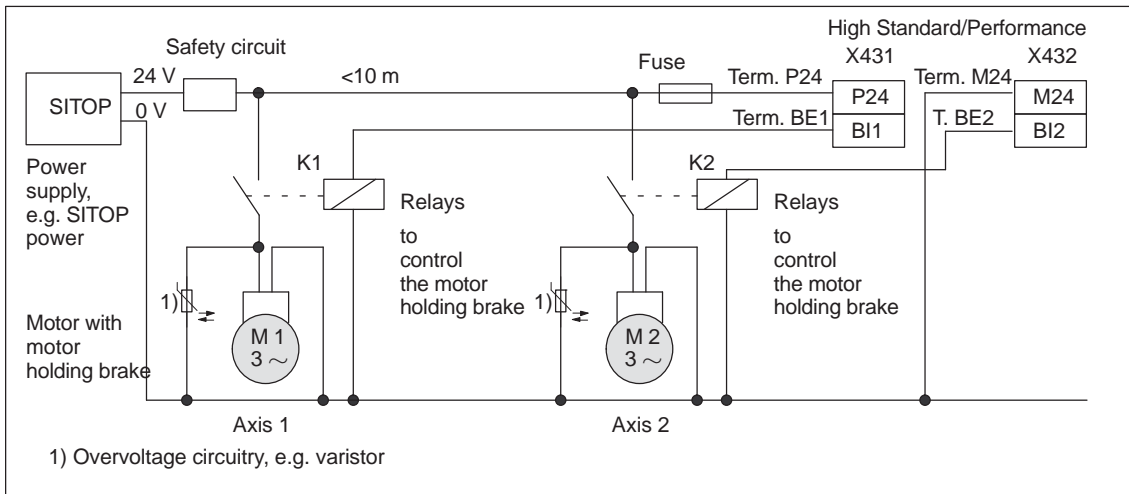 High Standard/Performance
Safety circuit
X431
X432
24 V
<10 m
Fuse
Term. P24
Term. M24
SITOP
P24
M24
0 V
Term. BE1
T. BE2
BI1
BI2
K1
K2
Power
supply,
e.g. SITOP
power
Relays
to
control
the motor
holding brake
Relays
to
control
the motor
holding brake
1)
1)
Motor with
motor
holding brake
M 1
3 ～
M 2
3 ～
Axis 1
Axis 2
1) Overvoltage circuitry, e.g. varistor